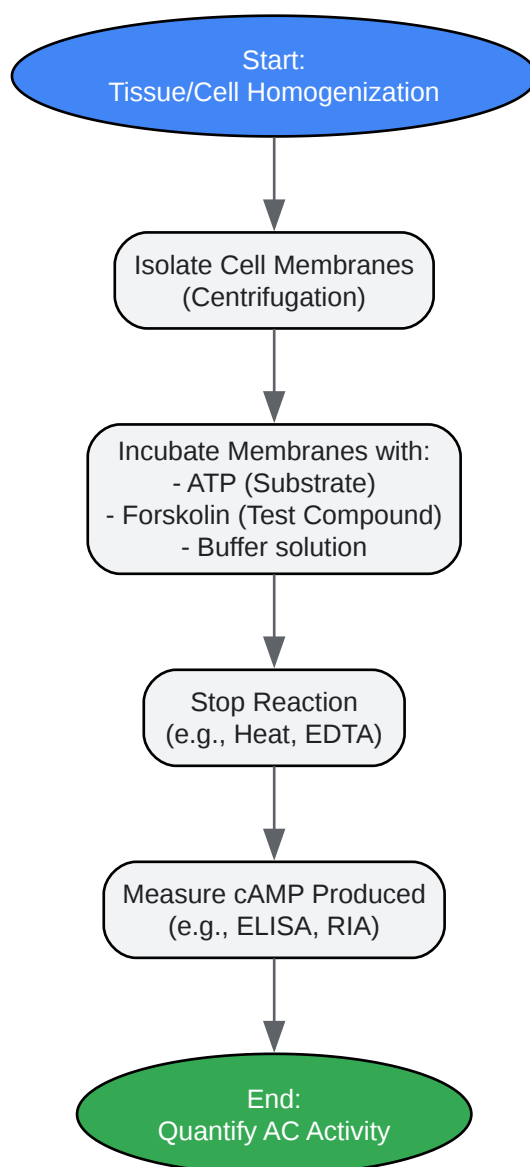 Start:
Tissue/Cell Homogenization
Isolate Cell Membranes
(Centrifugation)
Incubate Membranes with:
- ATP (Substrate)
- Forskolin (Test Compound)
- Buffer solution
Stop Reaction
(e.g., Heat, EDTA)
Measure cAMP Produced
(e.g., ELISA, RIA)
End:
Quantify AC Activity